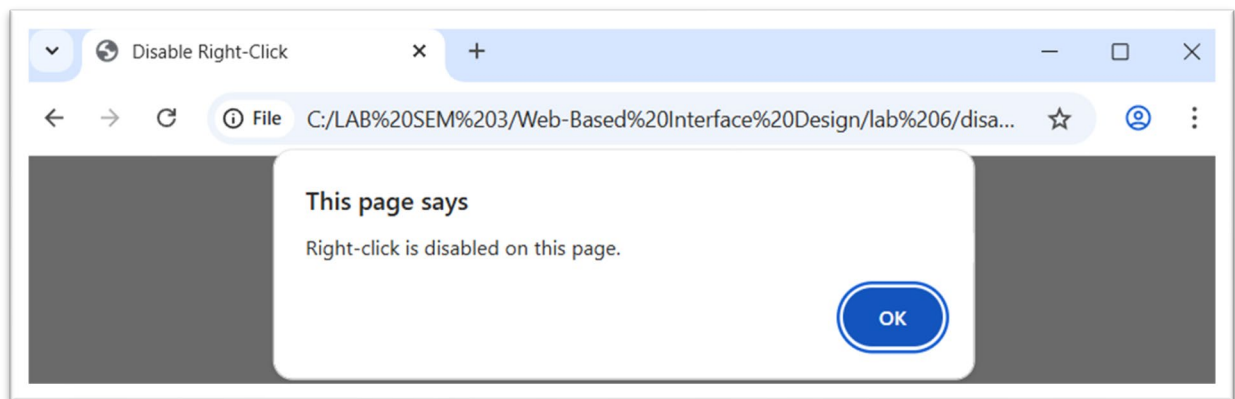 Disable Right-Click
File C:/LAB%20SEM%203/Web-Based%20Interface%20Design/lab%206/disa...
This page says
Right-click is disabled on this page.
OK